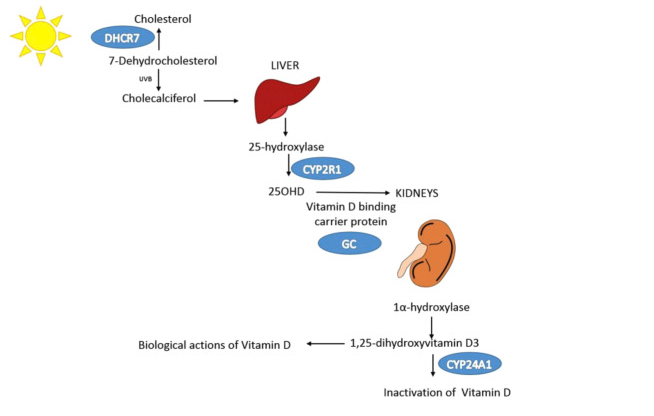 Cholesterol
DHCR7
7-Dehydrocholesterol
UVB
Cholecalciferol
LIVER
25-hydroxylase
CYP2R1
25OHD
KIDNEYS
Vitamin D binding
carrier protein
GC
1α-hydroxylase
Biological actions of Vitamin D
1,25-dihydroxyvitamin D3
CYP24A1
Inactivation of Vitamin D